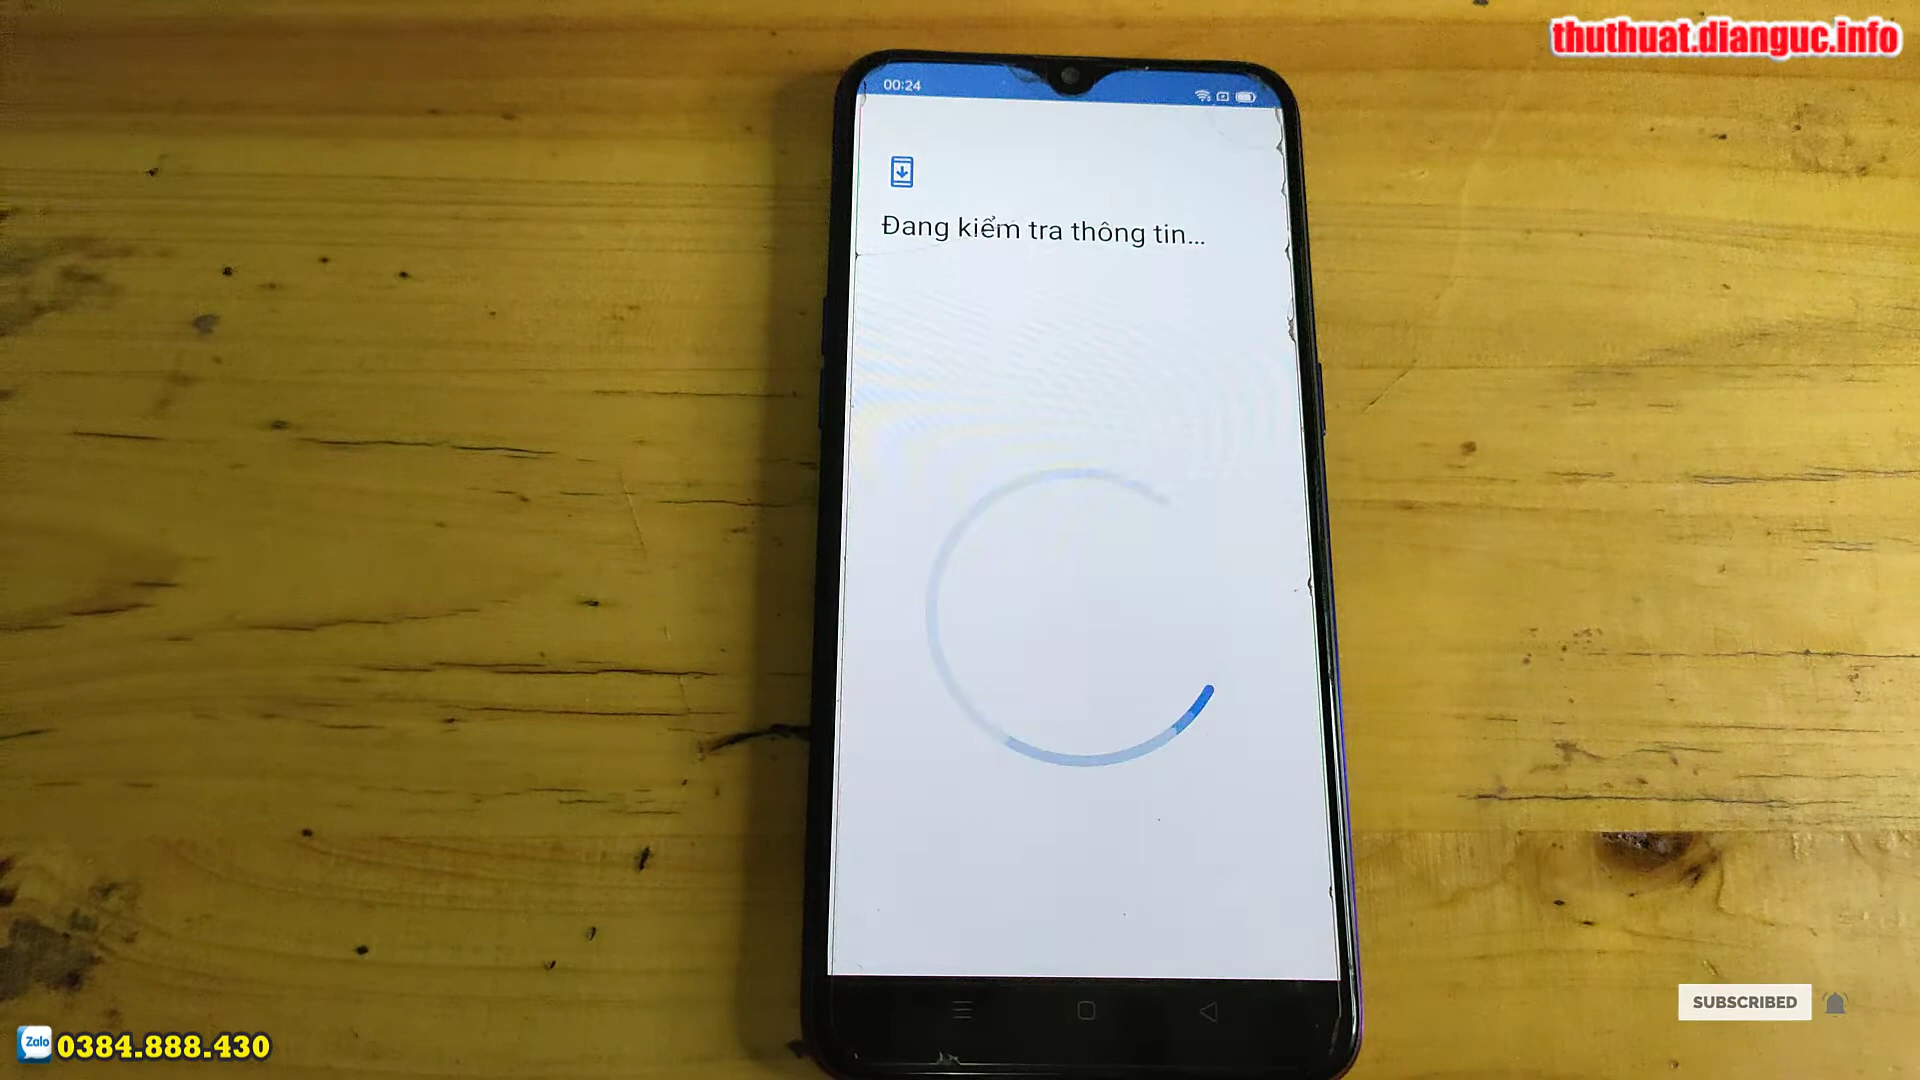 thuthuat.dianguc.info
00:24
Đang kiểm tra thông tin...
SUBSCRIBED
Zalo 0384.888.430